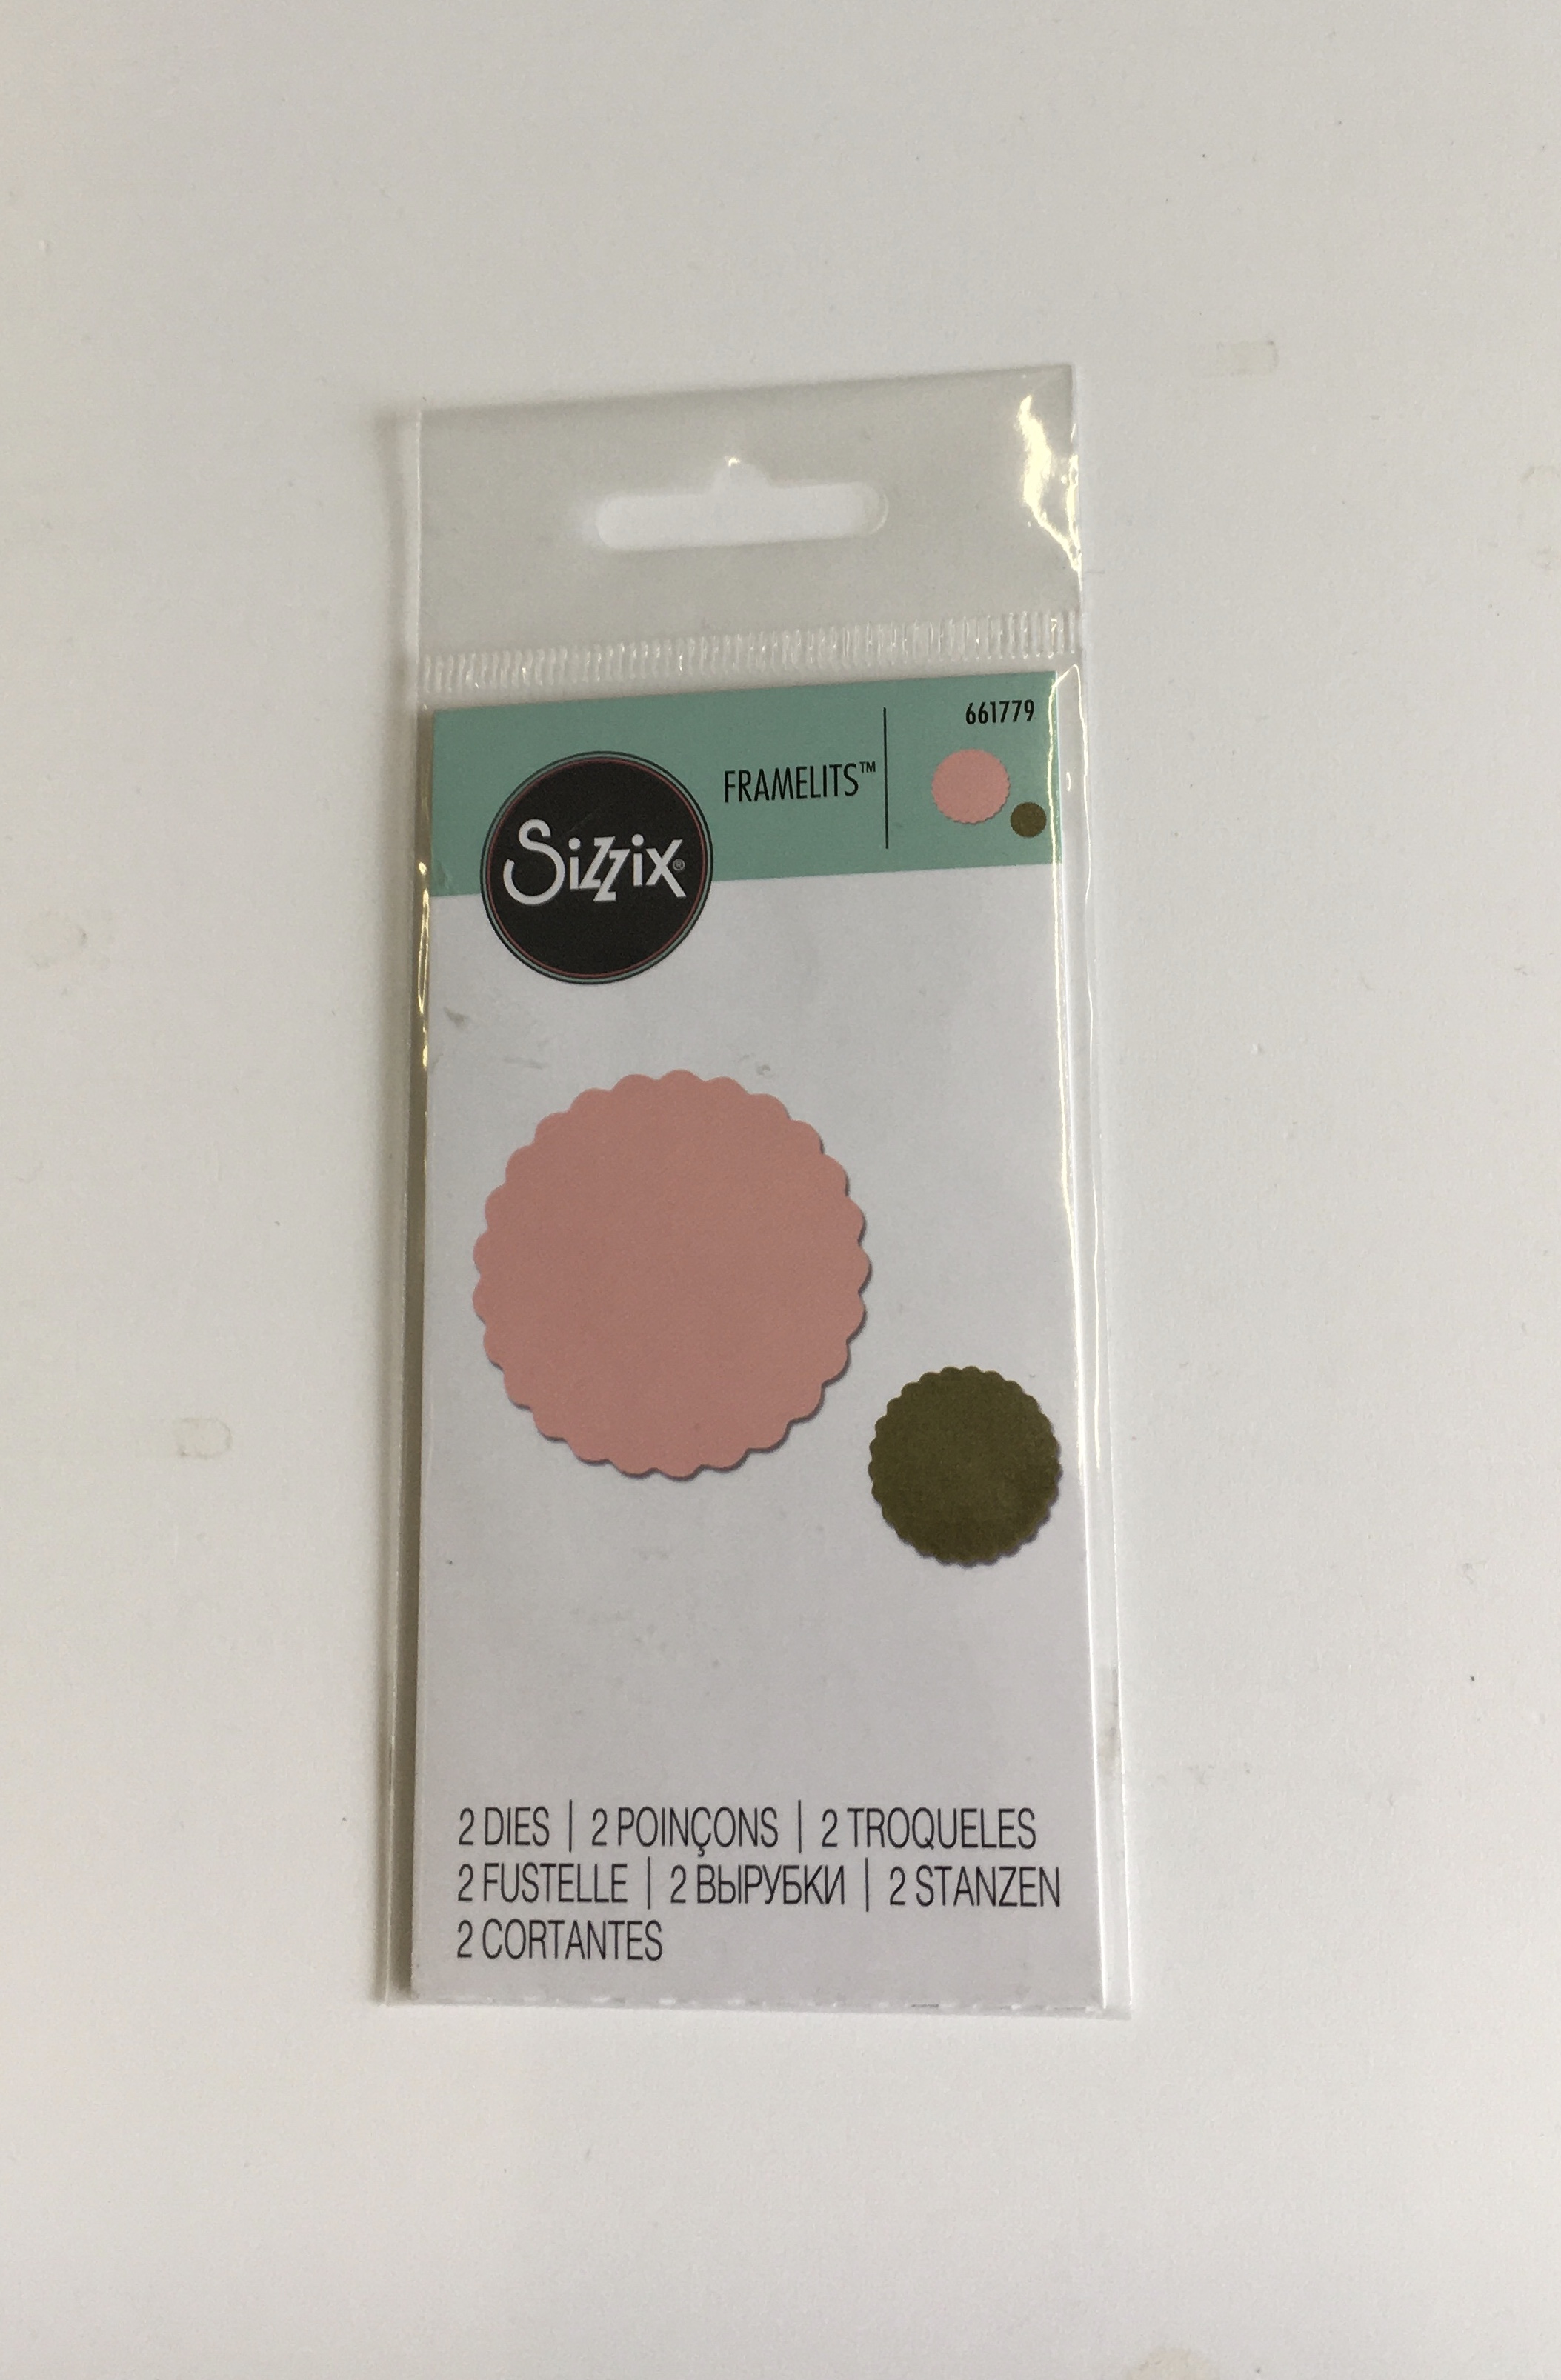 661779
FRAMELITS™
Sizzix®
2 DIES | 2 POINÇONS | 2 TROQUELES
2 FUSTELLE | 2 ВЫРУБКИ | 2 STANZEN
2 CORTANTES